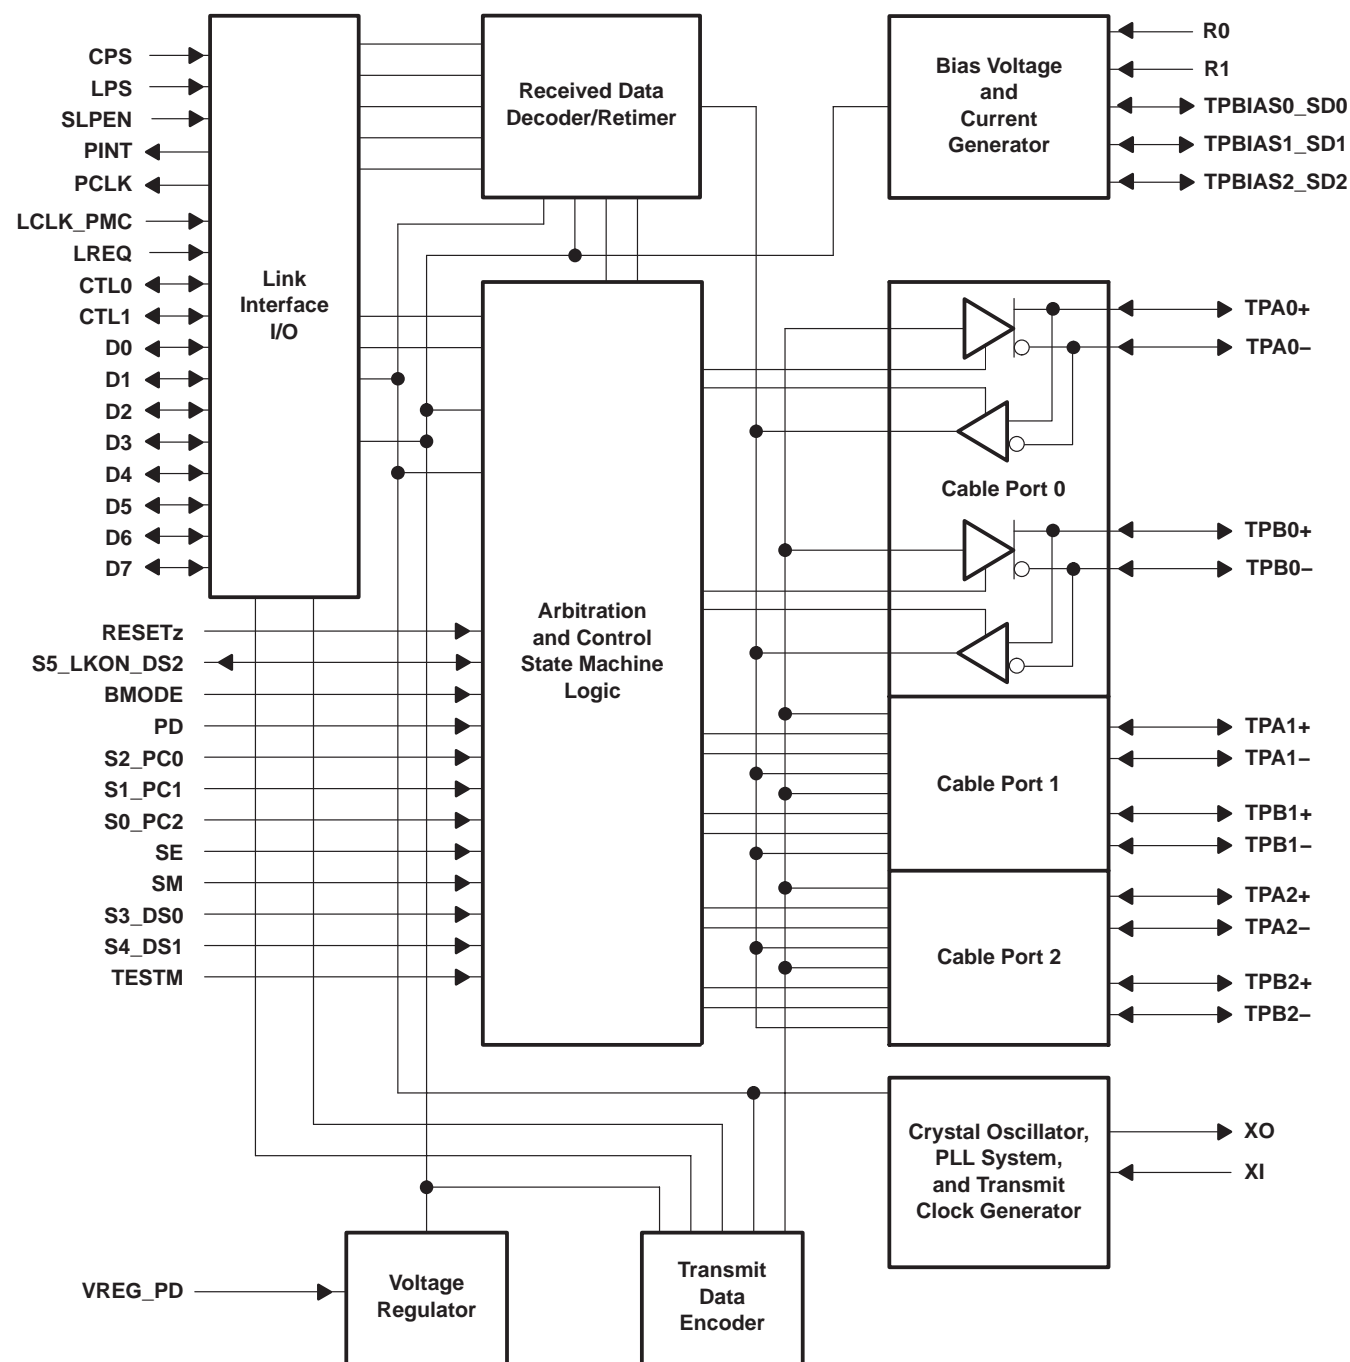 CPS
LPS
SLPEN
PINT
PCLK
LCLK_PMC
LREQ
CTL0
CTL1
D0
D1
D2
D3
D4
D5
D6
D7
RESETz
S5_LKON_DS2
BMODE
PD
S2_PC0
S1_PC1
S0_PC2
SE
SM
S3_DS0
S4_DS1
TESTM
VREG_PD
Link
Interface
I/O
Received Data
Decoder/Retimer
Arbitration
and Control
State Machine
Logic
Voltage
Regulator
Transmit
Data
Encoder
Bias Voltage
and
Current
Generator
Cable Port 0
Cable Port 1
Cable Port 2
Crystal Oscillator,
PLL System,
and Transmit
Clock Generator
R0
R1
TPBIAS0_SD0
TPBIAS1_SD1
TPBIAS2_SD2
TPA0+
TPA0−
TPB0+
TPB0−
TPA1+
TPA1−
TPB1+
TPB1−
TPA2+
TPA2−
TPB2+
TPB2−
XO
XI